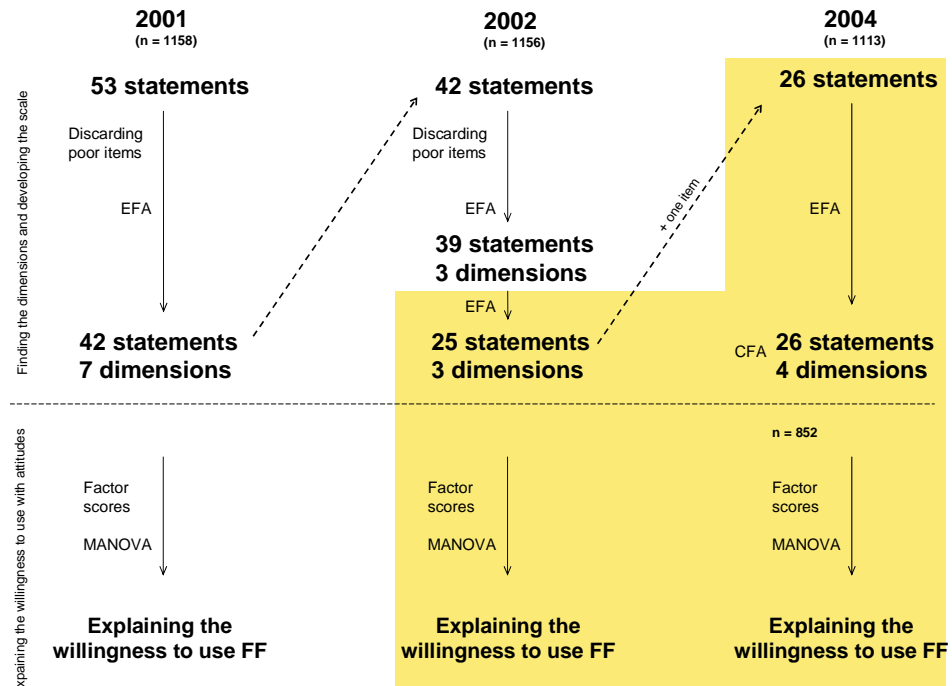 2001
(n = 1158)
53 statements
Discarding
poor items
EFA
42 statements
7 dimensions
Factor
scores
MANOVA
Explaining the
willingness to use FF
2002
(n = 1156)
42 statements
Discarding
poor items
EFA
39 statements
3 dimensions
EFA
25 statements
3 dimensions
Factor
scores
MANOVA
Explaining the
willingness to use FF
+ one item
2004
(n = 1113)
26 statements
EFA
CFA
26 statements
4 dimensions
n = 852
Factor
scores
MANOVA
Explaining the
willingness to use FF
Finding the dimensions and developing the scale
xpaining the willingness to use with attitudes